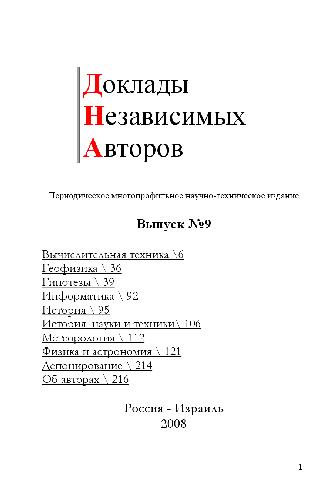 Доклады
Независимых
Авторов
Периодическое многопрофильное научно-техническое издание
Выпуск №9
Вычислительная техника \6
Геофизика \ 36
Гипотезы \ 39
Информатика \ 92
История \ 95
История науки и техники\ 106
Метеорология \ 112
Физика и астрономия \ 121
Депонирование \ 214
Об авторах \ 216
Россия - Израиль
2008
1